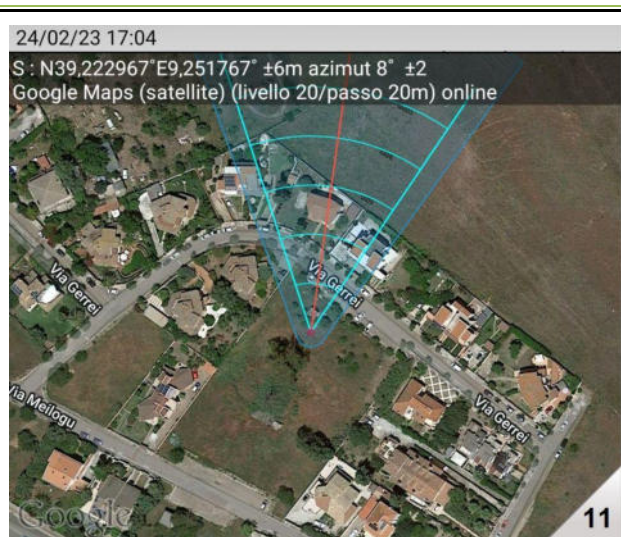 24/02/23 17:04
S : N39,222967°E9,251767° ±6m azimut 8° ±2
Google Maps (satellite) (livello 20/passo 20m) online
Via Gerrei
Via Gerrei
Via Gerrei
Via Meilogu
Google
11